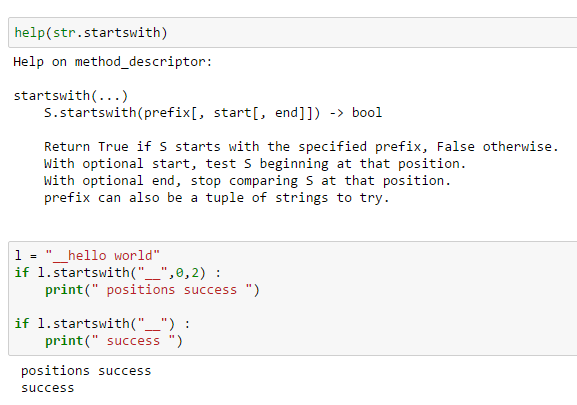 help(str.startswith)
Help on method_descriptor:
startswith(...)
    S.startswith(prefix[, start[, end]]) -> bool
    Return True if S starts with the specified prefix, False otherwise.
    With optional start, test S beginning at that position.
    With optional end, stop comparing S at that position.
    prefix can also be a tuple of strings to try.
l = "__hello world"
if l.startswith("__",0,2) :
    print(" positions success ")
if l.startswith("__") :
    print(" success ")
 positions success
 success